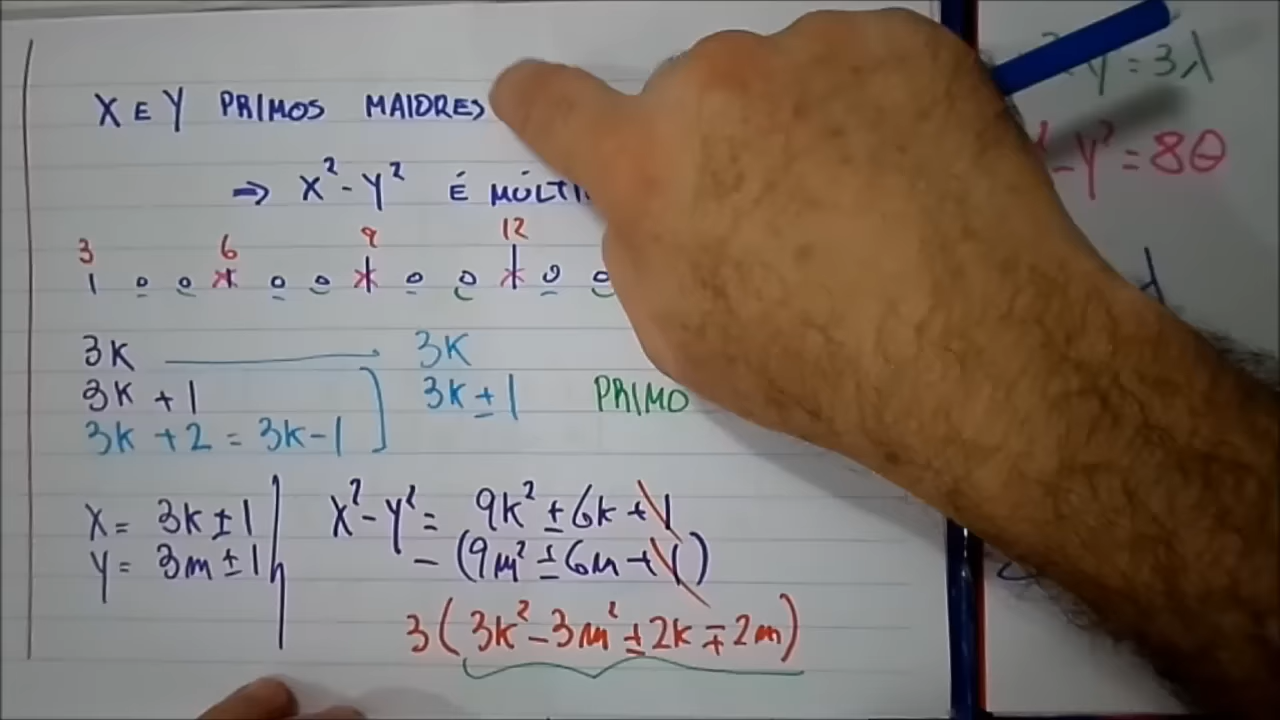 X E Y PRIMOS MAIORES
⇒ X² - Y² É MÚLTI
3 6 9 12
3K ——— 3K
3K + 1 3K ± 1 PRIMO
3K + 2 = 3K - 1
X = 3K ± 1 X² - Y² = 9K² ± 6K + 1
Y = 3m ± 1 - (9m² ± 6m + 1)
3(3K² - 3m² ± 2K ∓ 2m)
Y = 3λ
- Y² = 8θ
λ